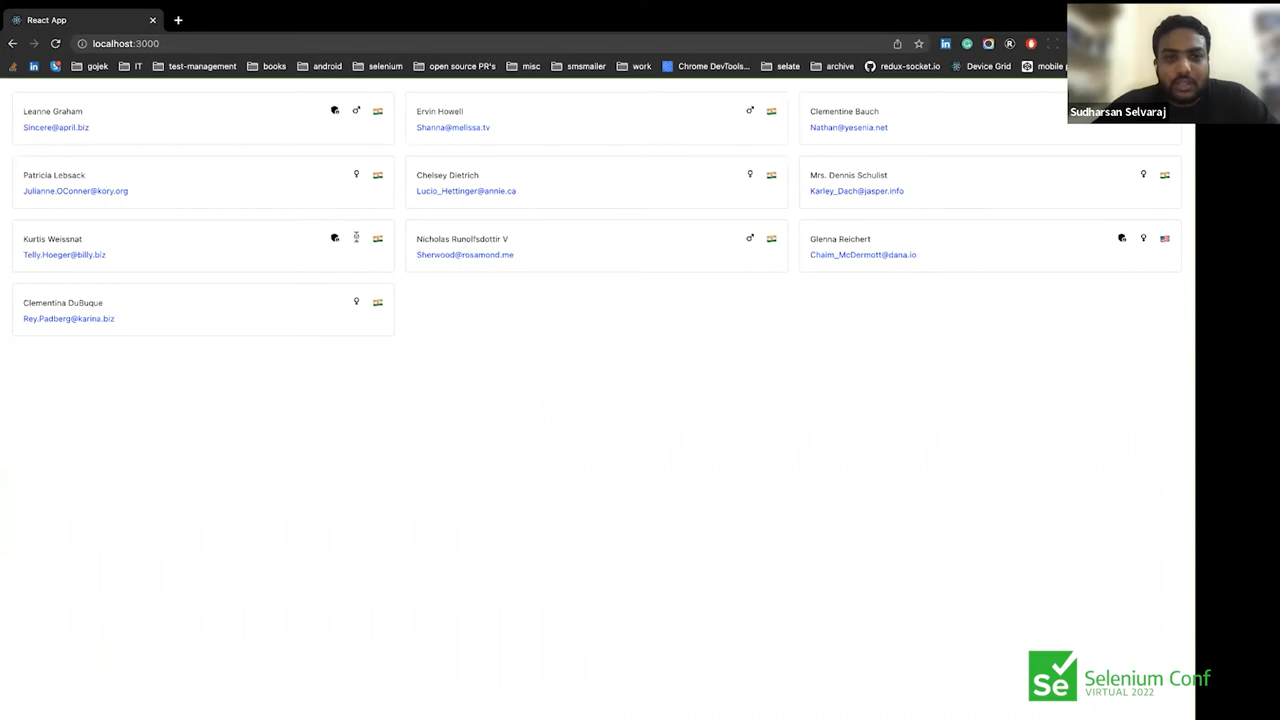 React App
localhost:3000
gojek
IT
test-management
books
android
selenium
open source PR's
misc
smsmailer
work
Chrome DevTools...
selate
archive
redux-socket.io
Device Grid
mobile p
Sudharsan Selvaraj
Leanne Graham
Sincere@april.biz
Ervin Howell
Shanna@melissa.tv
Clementine Bauch
Nathan@yesenia.net
Patricia Lebsack
Julianne.OConner@kory.org
Chelsey Dietrich
Lucio_Hettinger@annie.ca
Mrs. Dennis Schulist
Karley_Dach@jasper.info
Kurtis Weissnat
Telly.Hoeger@billy.biz
Nicholas Runolfsdottir V
Sherwood@rosamond.me
Glenna Reichert
Chaim_McDermott@dana.io
Clementina DuBuque
Rey.Padberg@karina.biz
Se
Selenium Conf
VIRTUAL 2022